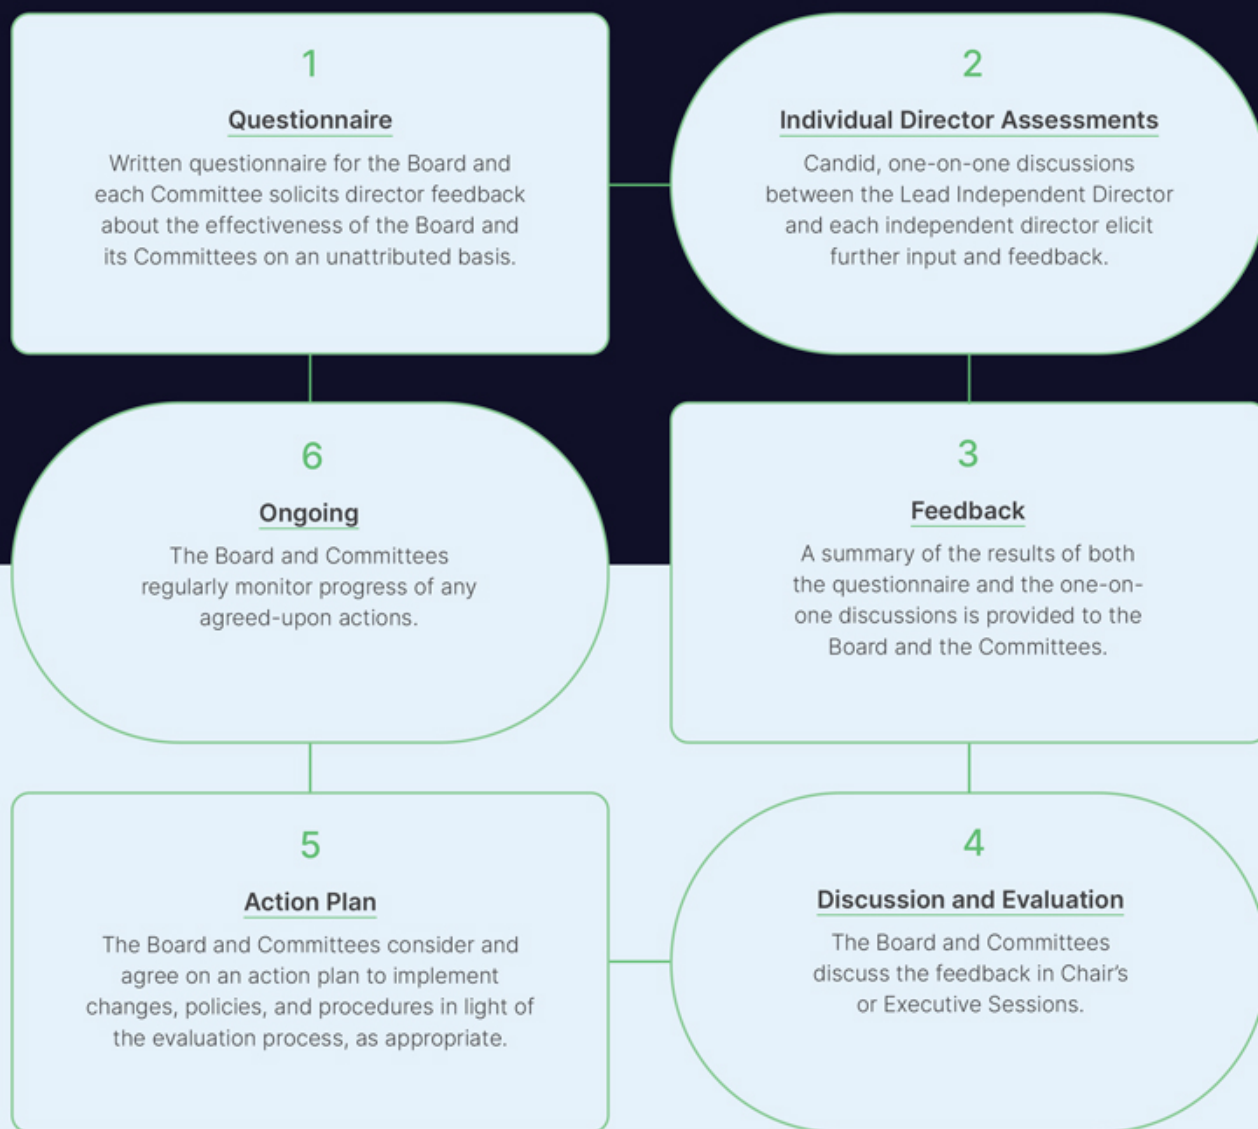 1
Questionnaire
Written questionnaire for the Board and
each Committee solicits director feedback
about the effectiveness of the Board and
its Committees on an unattributed basis.
2
Individual Director Assessments
Candid, one-on-one discussions
between the Lead Independent Director
and each independent director elicit
further input and feedback.
3
Feedback
A summary of the results of both
the questionnaire and the one-on-
one discussions is provided to the
Board and the Committees.
4
Discussion and Evaluation
The Board and Committees
discuss the feedback in Chair’s
or Executive Sessions.
5
Action Plan
The Board and Committees consider and
agree on an action plan to implement
changes, policies, and procedures in light of
the evaluation process, as appropriate.
6
Ongoing
The Board and Committees
regularly monitor progress of any
agreed-upon actions.